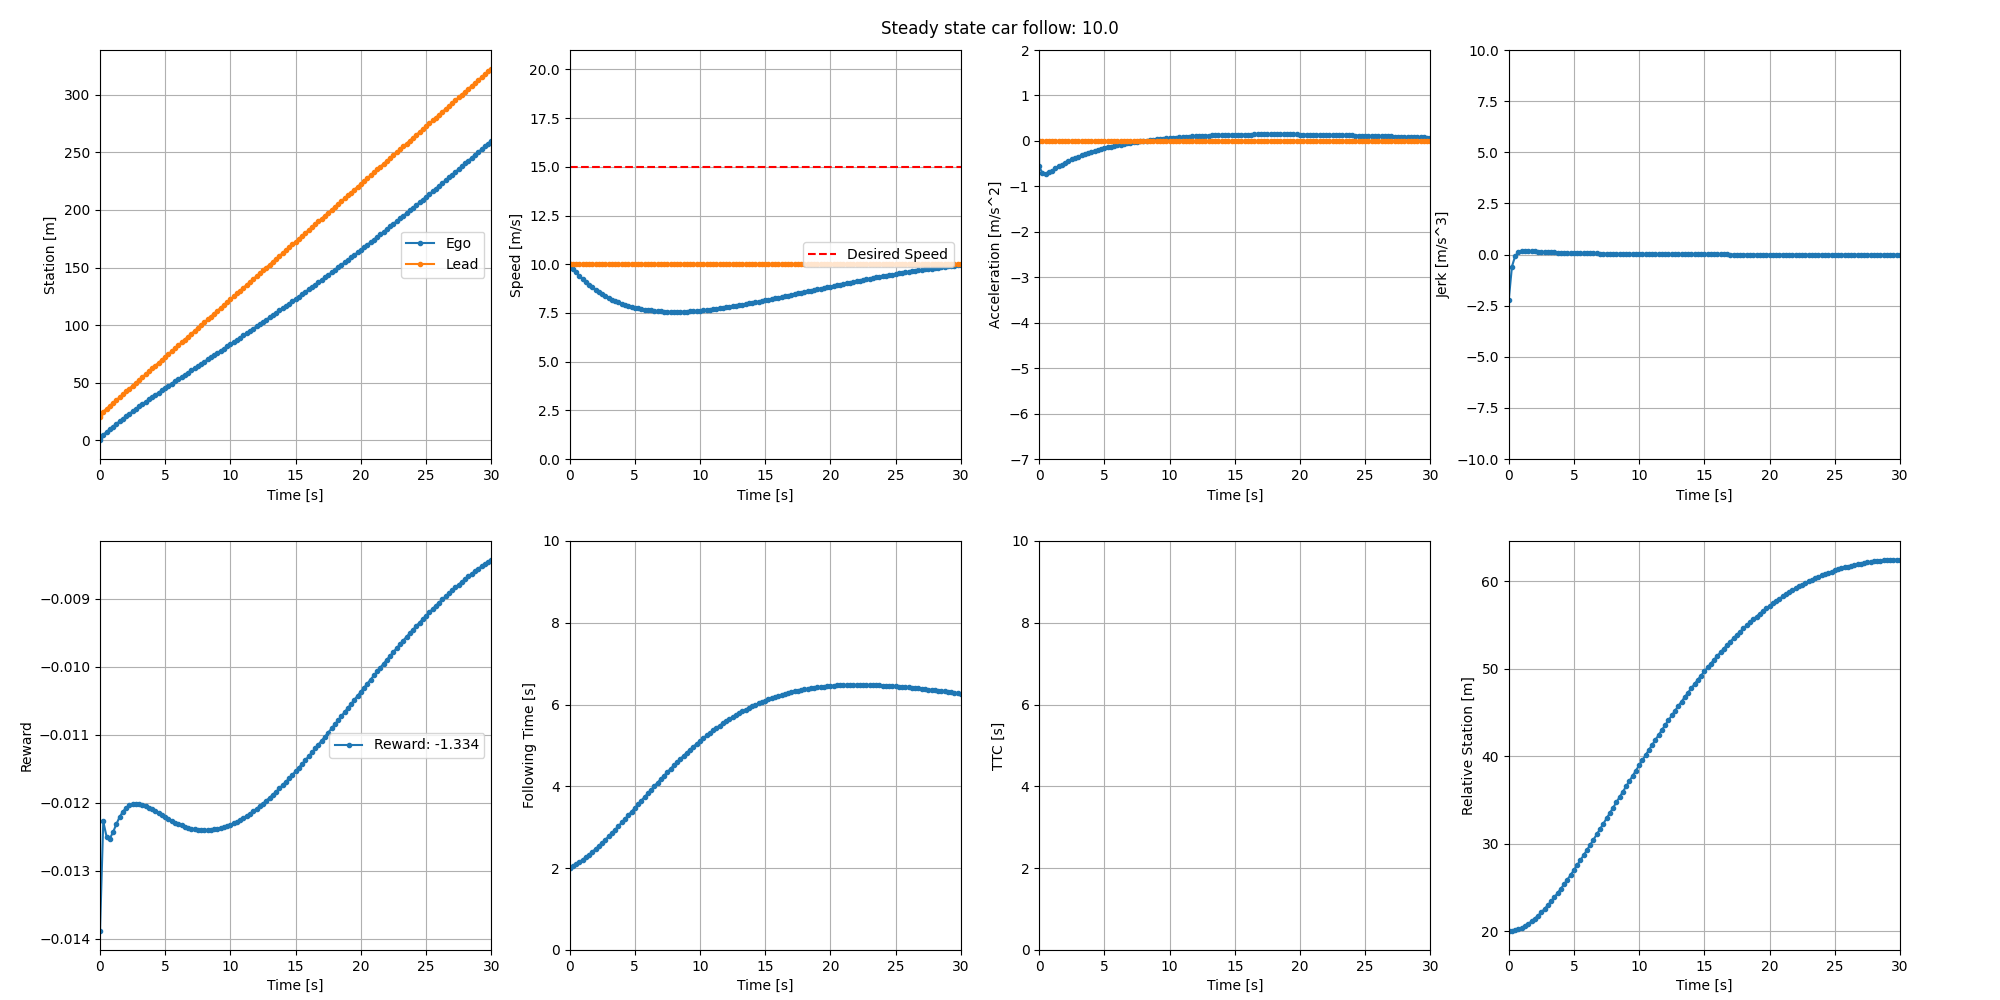 Steady state car follow: 10.0
Station [m]
300
250
200
150
100
50
0
Ego
Lead
0 5 10 15 20 25 30
Time [s]
Speed [m/s]
20.0
17.5
15.0
12.5
10.0
7.5
5.0
2.5
0.0
Desired Speed
0 5 10 15 20 25 30
Time [s]
Acceleration [m/s^2]
2
1
0
−1
−2
−3
−4
−5
−6
−7
0 5 10 15 20 25 30
Time [s]
Jerk [m/s^3]
10.0
7.5
5.0
2.5
0.0
−2.5
−5.0
−7.5
−10.0
0 5 10 15 20 25 30
Time [s]
Reward
−0.009
−0.010
−0.011
−0.012
−0.013
−0.014
Reward: -1.334
0 5 10 15 20 25 30
Time [s]
Following Time [s]
10
8
6
4
2
0
0 5 10 15 20 25 30
Time [s]
TTC [s]
10
8
6
4
2
0
0 5 10 15 20 25 30
Time [s]
Relative Station [m]
60
50
40
30
20
0 5 10 15 20 25 30
Time [s]